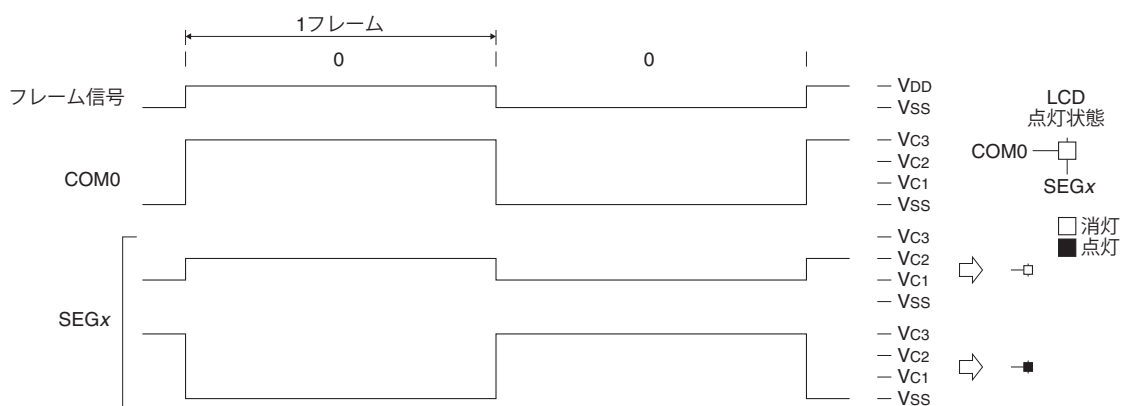 1フレーム
0 0
フレーム信号
VDD
VSS
COM0
VC3
VC2
VC1
VSS
SEGx
VC3
VC2
VC1
VSS
VC3
VC2
VC1
VSS
LCD
点灯状態
COM0
SEGx
消灯
点灯